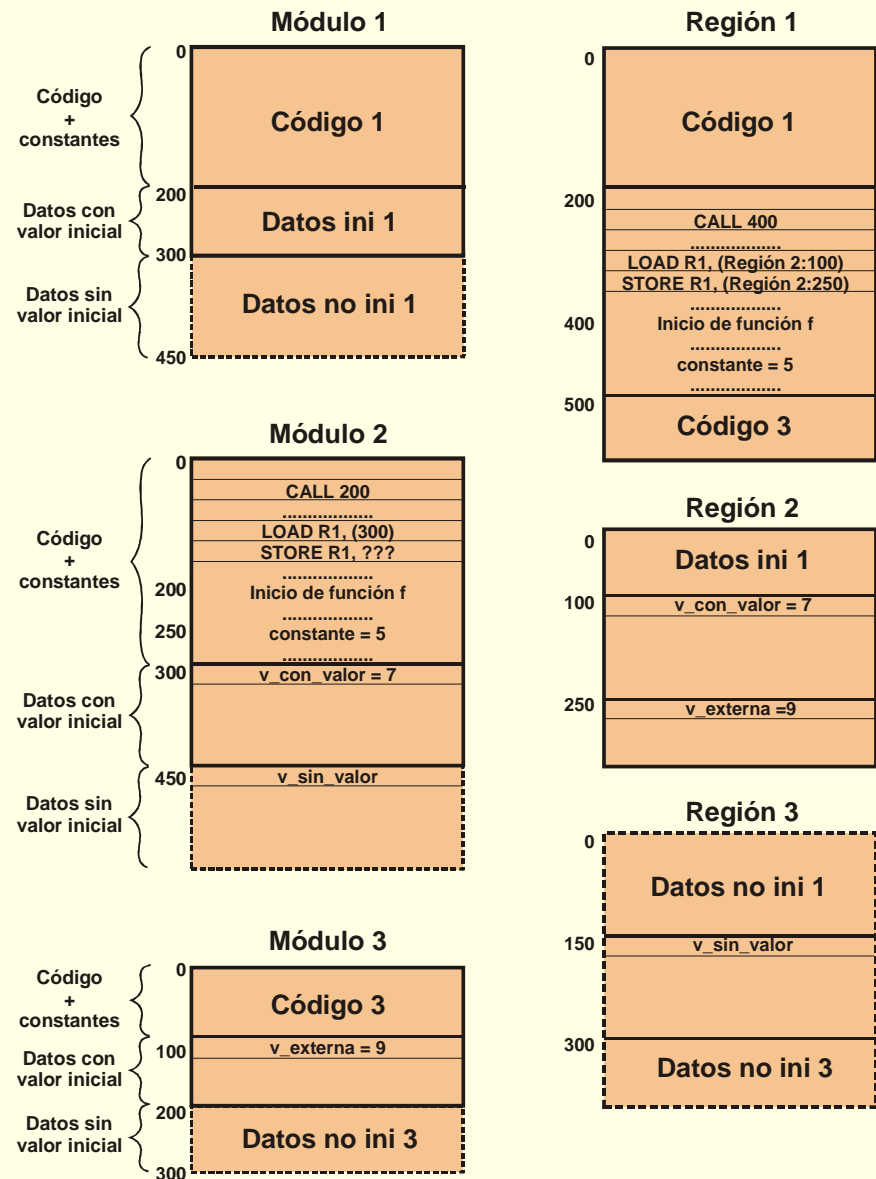 Módulo 1
0
Código
+
constantes
Código 1
200
Datos con
valor inicial
Datos ini 1
300
Datos sin
valor inicial
Datos no ini 1
450
Módulo 2
0
CALL 200
..................
LOAD R1, (300)
STORE R1, ???
..................
Código
+
constantes
200
Inicio de función f
..................
250
constante = 5
..................
300
v_con_valor = 7
Datos con
valor inicial
450
v_sin_valor
Datos sin
valor inicial
Módulo 3
0
Código
+
constantes
Código 3
100
v_externa = 9
Datos con
valor inicial
200
Datos sin
valor inicial
Datos no ini 3
300
Región 1
0
Código 1
200
CALL 400
..................
LOAD R1, (Región 2:100)
STORE R1, (Región 2:250)
..................
400
Inicio de función f
..................
constante = 5
..................
500
Código 3
Región 2
0
Datos ini 1
100
v_con_valor = 7
250
v_externa =9
Región 3
0
Datos no ini 1
150
v_sin_valor
300
Datos no ini 3